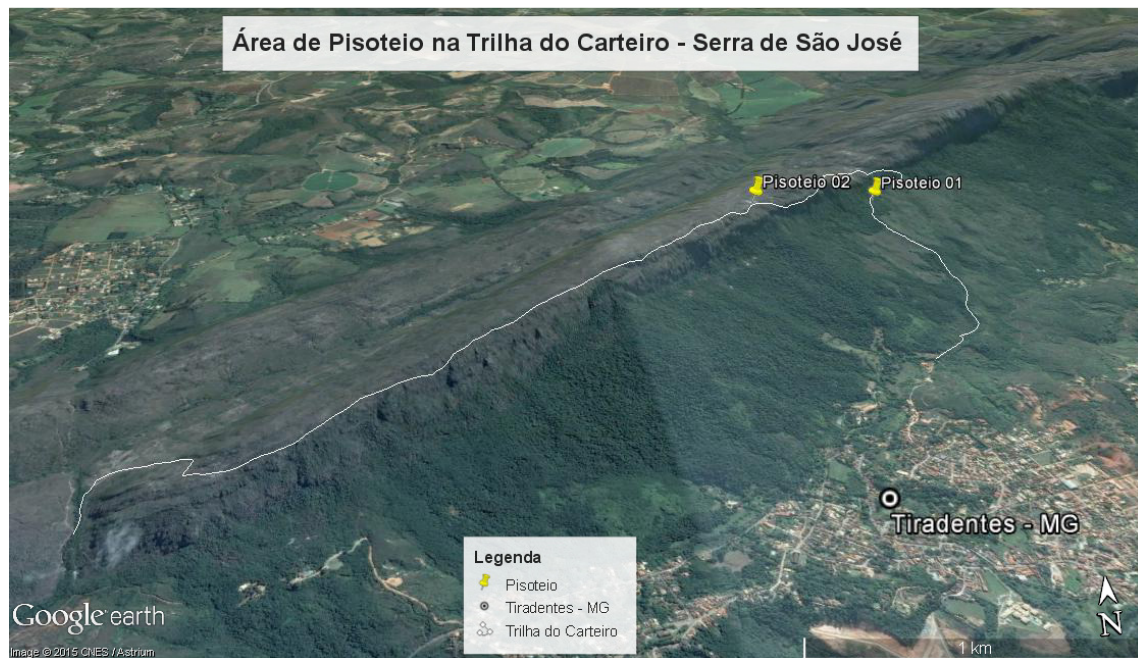 Área de Pisoteio na Trilha do Carteiro - Serra de São José
Pisoteio 02
Pisoteio 01
Tiradentes - MG
Legenda
Pisoteio
Tiradentes - MG
Trilha do Carteiro
Google earth
N
1 km
Image © 2015 CNES / Astrium